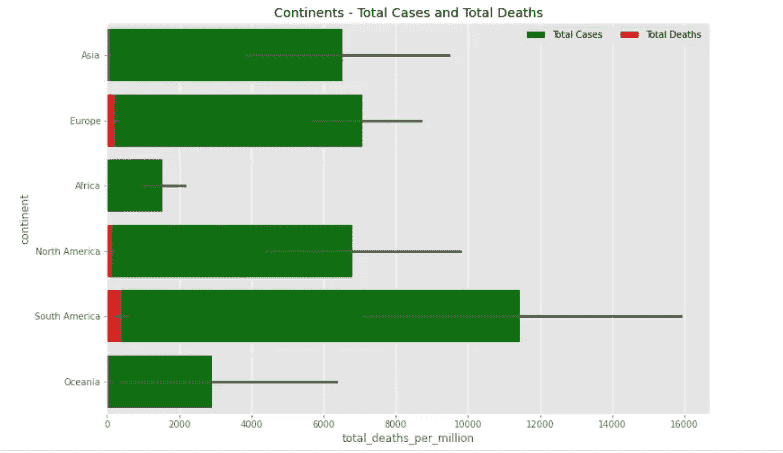 Continents - Total Cases and Total Deaths
Total Cases Total Deaths
Asia
Europe
Africa
North America
South America
Oceania
continent
0 2000 4000 6000 8000 10000 12000 14000 16000
total_deaths_per_million